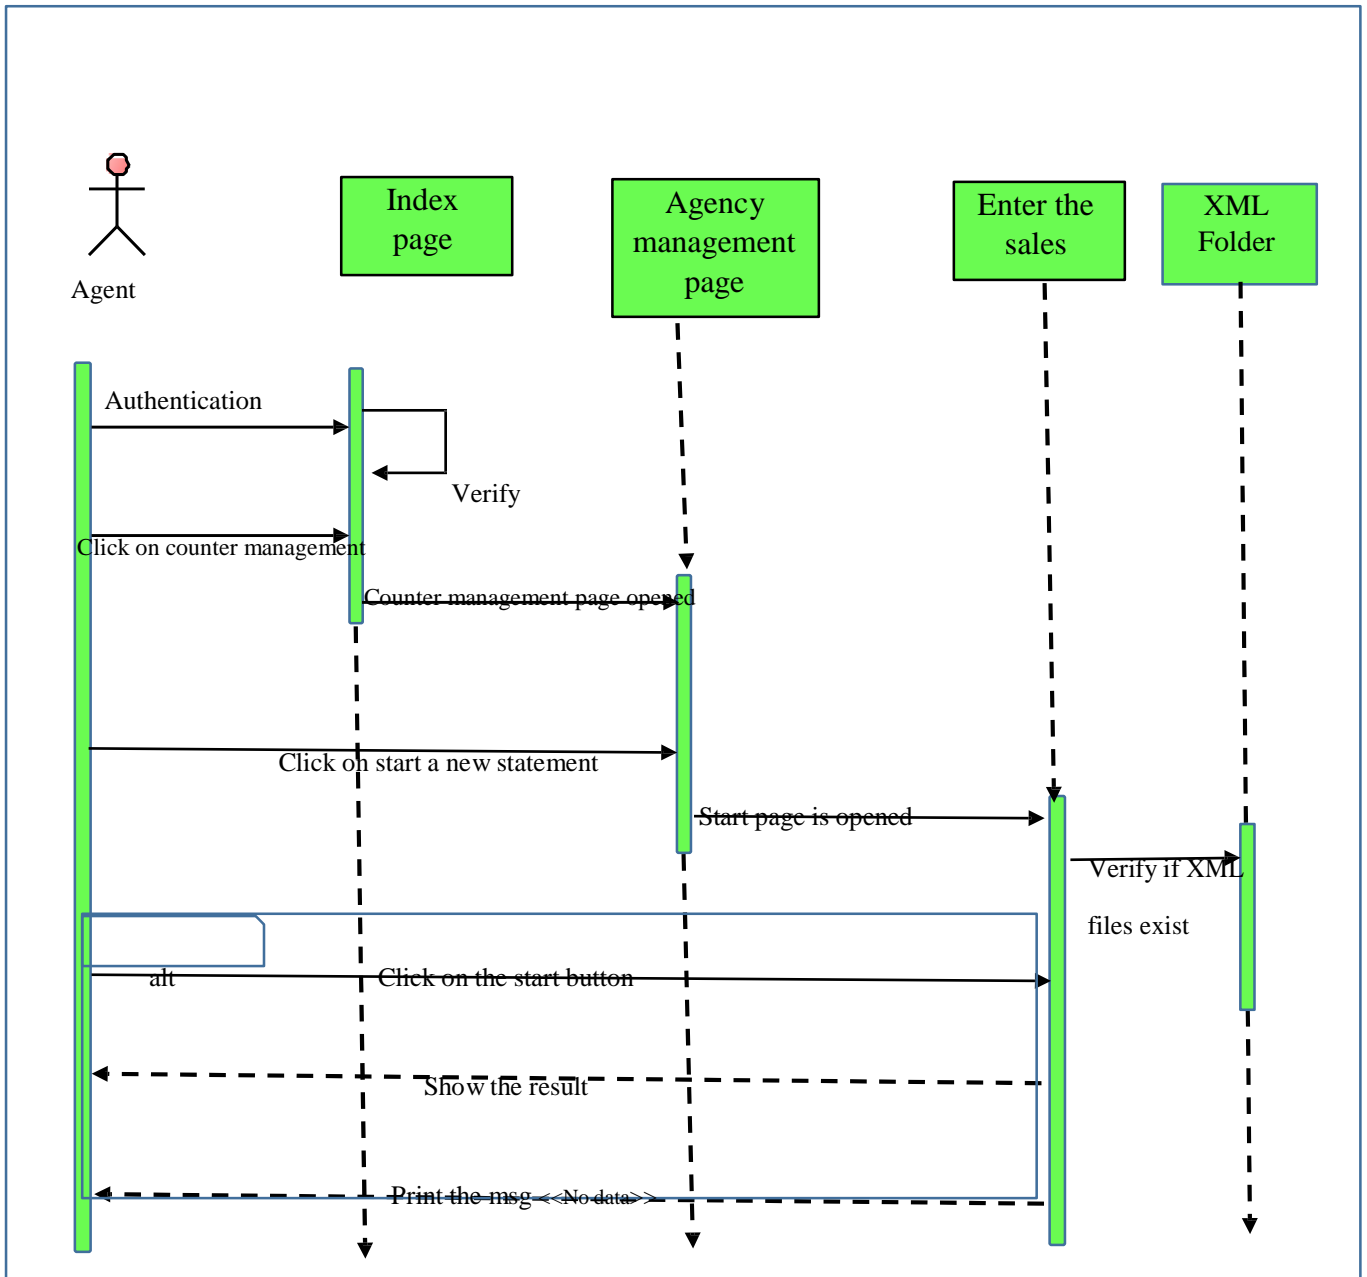 Agent
Index
page
Agency
management
page
Enter the
sales
XML
Folder
Authentication
Verify
Click on counter management
Counter management page opened
Click on start a new statement
Start page is opened
Verify if XML
files exist
alt
Click on the start button
Show the result
Print the msg <<No data>>